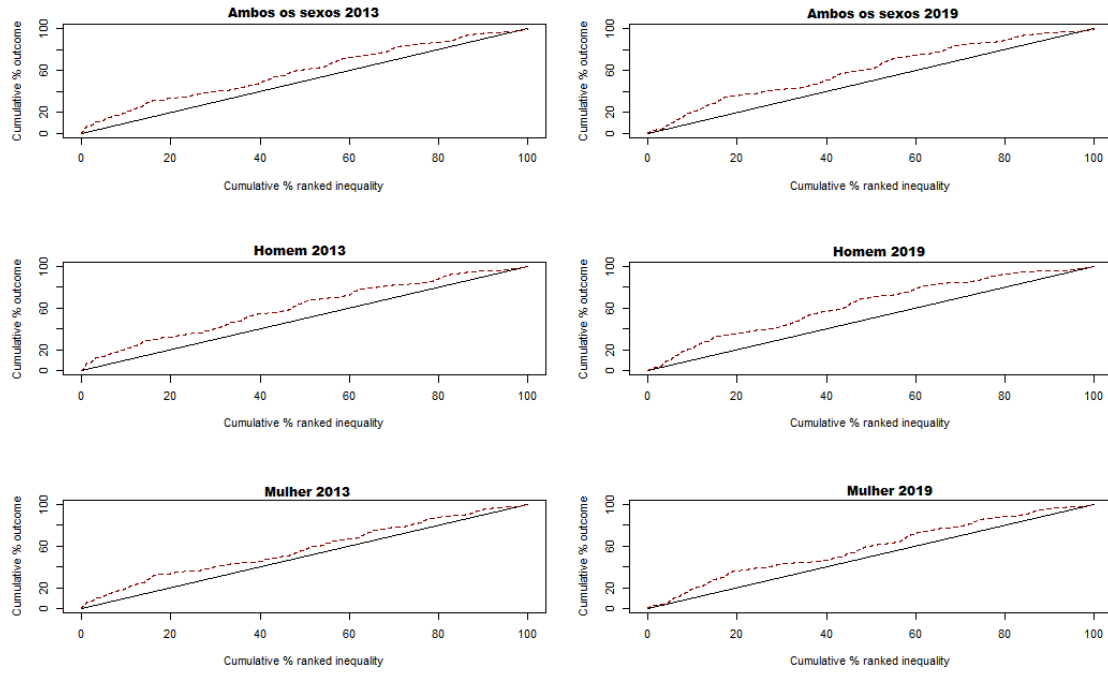 Ambos os sexos 2013
Cumulative % outcome
0 20 60 100
0 20 40 60 80 100
Cumulative % ranked inequality
Ambos os sexos 2019
Cumulative % outcome
0 20 60 100
0 20 40 60 80 100
Cumulative % ranked inequality
Homem 2013
Cumulative % outcome
0 20 60 100
0 20 40 60 80 100
Cumulative % ranked inequality
Homem 2019
Cumulative % outcome
0 20 60 100
0 20 40 60 80 100
Cumulative % ranked inequality
Mulher 2013
Cumulative % outcome
0 20 60 100
0 20 40 60 80 100
Cumulative % ranked inequality
Mulher 2019
Cumulative % outcome
0 20 60 100
0 20 40 60 80 100
Cumulative % ranked inequality